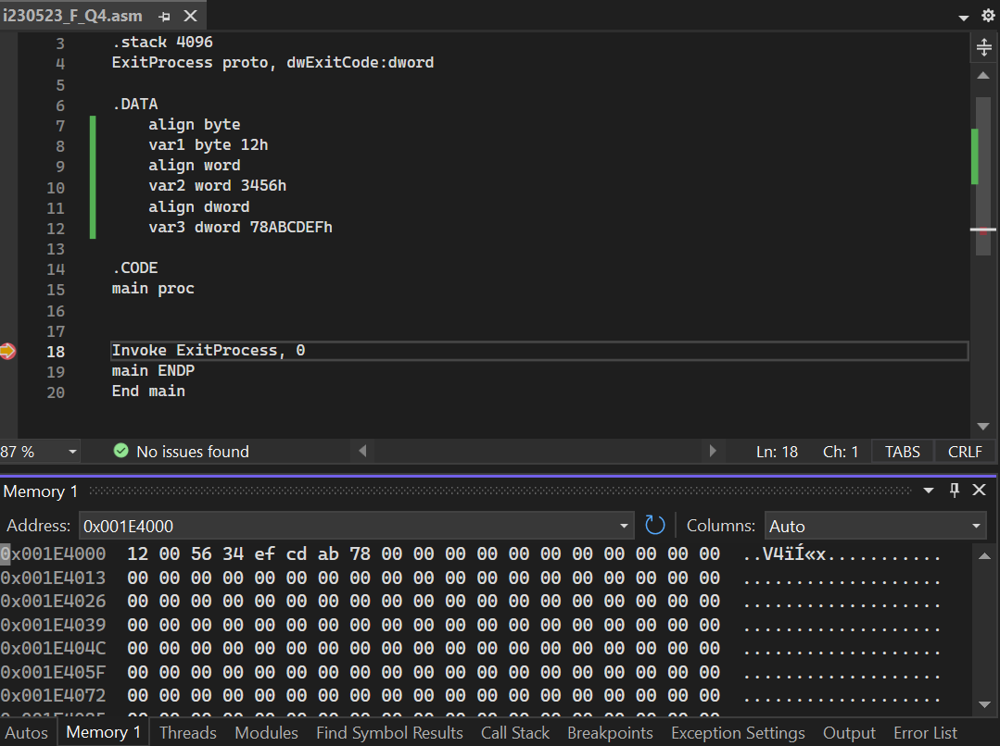 i230523_F_Q4.asm
3 .stack 4096
4 ExitProcess proto, dwExitCode:dword
5
6 .DATA
7 align byte
8 var1 byte 12h
9 align word
10 var2 word 3456h
11 align dword
12 var3 dword 78ABCDEFh
13
14 .CODE
15 main proc
16
17
18 Invoke ExitProcess, 0
19 main ENDP
20 End main
87 % No issues found Ln: 18 Ch: 1 TABS CRLF
Memory 1
Address: 0x001E4000 Columns: Auto
0x001E4000 12 00 56 34 ef cd ab 78 00 00 00 00 00 00 00 00 00 00 00 ..V4ïÍ«x...........
0x001E4013 00 00 00 00 00 00 00 00 00 00 00 00 00 00 00 00 00 00 00 ...................
0x001E4026 00 00 00 00 00 00 00 00 00 00 00 00 00 00 00 00 00 00 00 ...................
0x001E4039 00 00 00 00 00 00 00 00 00 00 00 00 00 00 00 00 00 00 00 ...................
0x001E404C 00 00 00 00 00 00 00 00 00 00 00 00 00 00 00 00 00 00 00 ...................
0x001E405F 00 00 00 00 00 00 00 00 00 00 00 00 00 00 00 00 00 00 00 ...................
0x001E4072 00 00 00 00 00 00 00 00 00 00 00 00 00 00 00 00 00 00 00 ...................
Autos Memory 1 Threads Modules Find Symbol Results Call Stack Breakpoints Exception Settings Output Error List